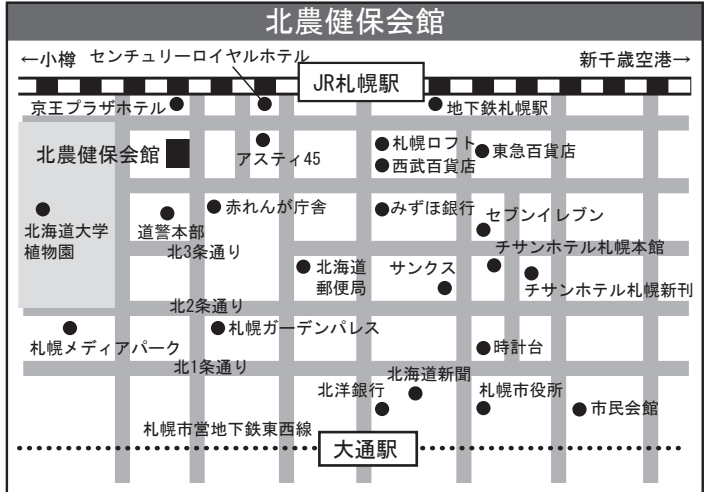 北農健保会館
←小樽
センチュリーロイヤルホテル
新千歳空港→
JR札幌駅
京王プラザホテル
地下鉄札幌駅
北農健保会館
アスティ45
札幌ロフト
西武百貨店
東急百貨店
北海道大学
植物園
道警本部
赤れんが庁舎
みずほ銀行
セブンイレブン
北3条通り
チサンホテル札幌本館
北海道
郵便局
サンクス
チサンホテル札幌新刊
北2条通り
札幌メディアパーク
札幌ガーデンパレス
時計台
北1条通り
北海道新聞
北洋銀行
札幌市役所
市民会館
札幌市営地下鉄東西線
大通駅